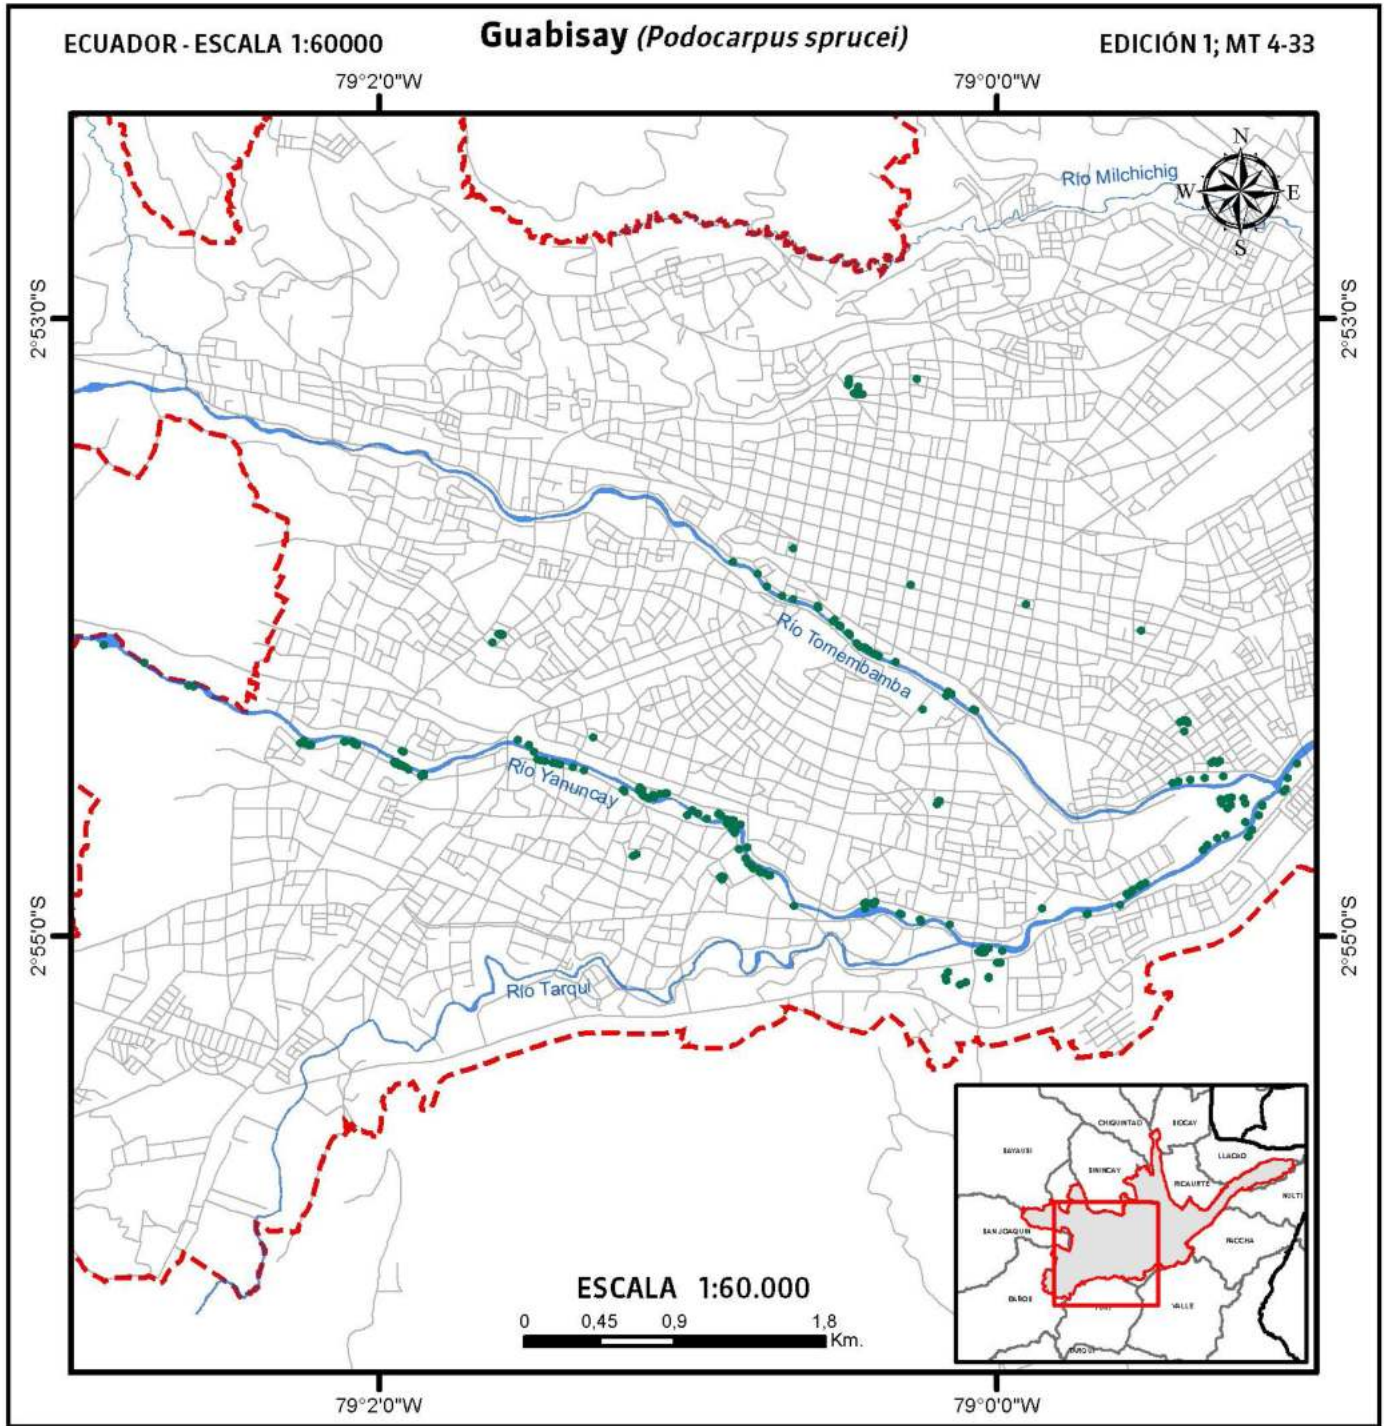 Guabisay (Podocarpus sprucei)
ECUADOR - ESCALA 1:60000
EDICIÓN 1; MT 4-33
79°2'0"W
79°0'0"W
N
W
E
S
Río Milchichig
2°53'0"S
2°53'0"S
Río Tomembamba
Río Yanuncay
2°55'0"S
2°55'0"S
Río Tarqui
CHIQUINTAD
SAYAUSI
LLACAO
SININCAY
RICAURTE
NULTI
SAN JOAQUIN
PACCHA
BAÑOS
VALLE
TARQUI
ESCALA 1:60.000
0
0,45
0,9
1,8
Km.
79°2'0"W
79°0'0"W